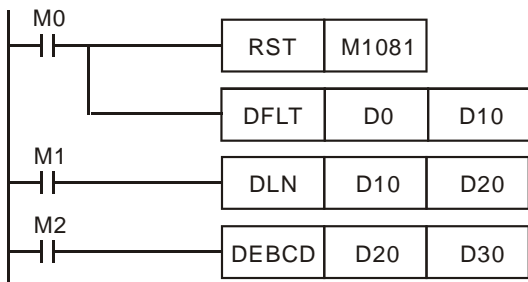 M0
RST M1081
DFLT D0 D10
M1
DLN D10 D20
M2
DEBCD D20 D30